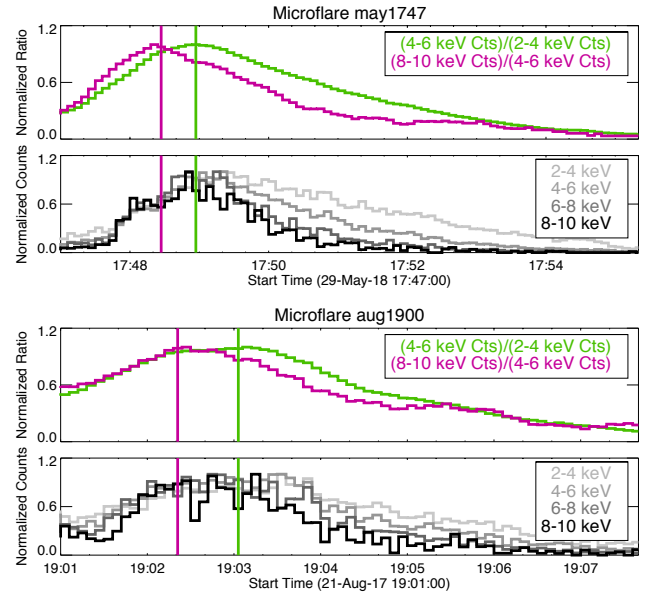 Microflare may1747
Normalized Ratio
1.2
0.6
0.0
(4-6 keV Cts)/(2-4 keV Cts)
(8-10 keV Cts)/(4-6 keV Cts)
Normalized Counts
1.2
0.6
0.0
2-4 keV
4-6 keV
6-8 keV
8-10 keV
17:48 17:50 17:52 17:54
Start Time (29-May-18 17:47:00)
Microflare aug1900
Normalized Ratio
1.2
0.6
0.0
(4-6 keV Cts)/(2-4 keV Cts)
(8-10 keV Cts)/(4-6 keV Cts)
Normalized Counts
1.2
0.6
0.0
2-4 keV
4-6 keV
6-8 keV
8-10 keV
19:01 19:02 19:03 19:04 19:05 19:06 19:07
Start Time (21-Aug-17 19:01:00)